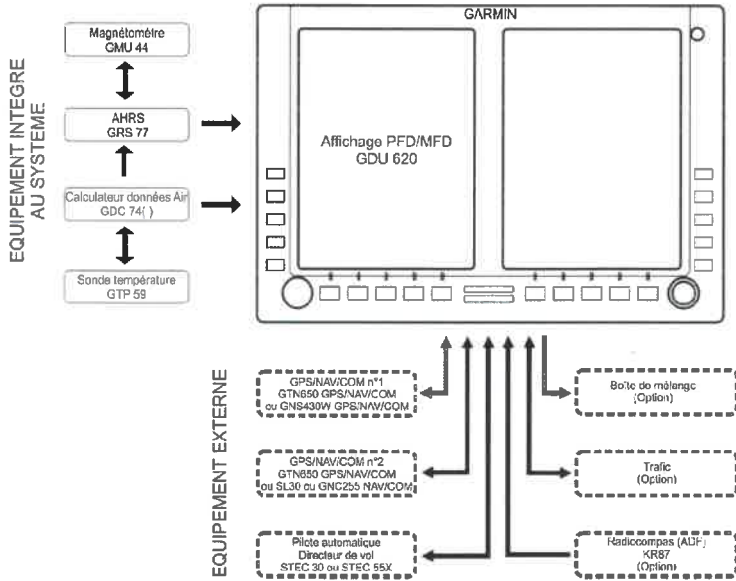 GARMIN
EQUIPEMENT INTEGRE
AU SYSTEME
Magnétomètre
GMU 44
AHRS
GRS 77
Calculateur données Air
GDC 74( )
Sonde température
GTP 59
Affichage PFD/MFD
GDU 620
EQUIPEMENT EXTERNE
GPS/NAV/COM n°1
GTN650 GPS/NAV/COM
ou GNS430W GPS/NAV/COM
GPS/NAV/COM n°2
GTN650 GPS/NAV/COM
ou SL30 ou GNC255 NAV/COM
Pilote automatique
Directeur de vol
STEC 30 ou STEC 55X
Boîte de mélange
(Option)
Trafic
(Option)
Radiocompas (ADF)
KR87
(Option)